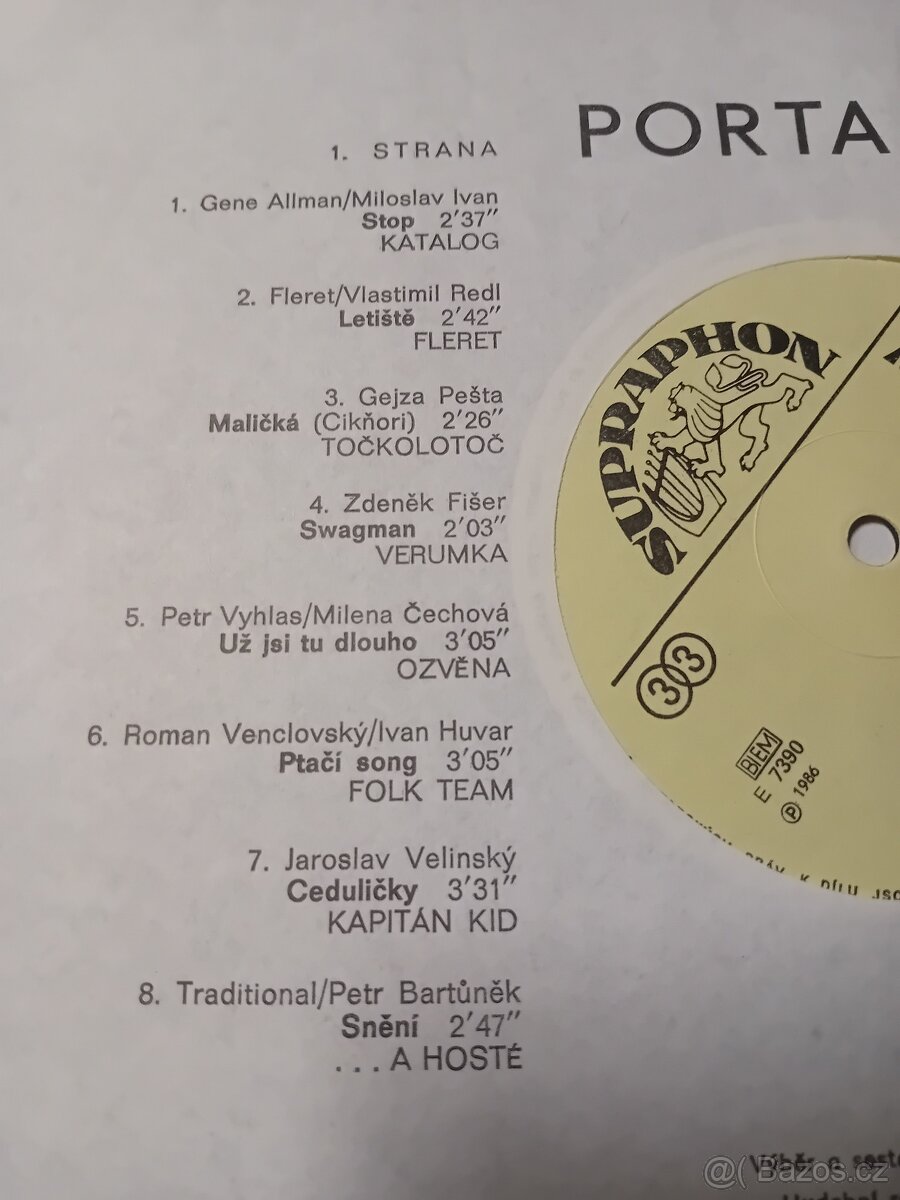 PORTA
1. STRANA
1. Gene Allman/Miloslav Ivan
Stop 2'37"
KATALOG
2. Fleret/Vlastimil Redl
Letiště 2'42"
FLERET
3. Gejza Pešta
Maličká (Cikňori) 2'26"
TOČKOLOTOČ
4. Zdeněk Fišer
Swagman 2'03"
VERUMKA
5. Petr Vyhlas/Milena Čechová
Už jsi tu dlouho 3'05"
OZVĚNA
6. Roman Venclovský/Ivan Huvar
Ptačí song 3'05"
FOLK TEAM
7. Jaroslav Velinský
Ceduličky 3'31"
KAPITÁN KID
8. Traditional/Petr Bartůněk
Snění 2'47"
...A HOSTÉ
SUPRAPHON
33
BIEM
E 7390
Ⓟ 1986
K DÍLU JSO
Výběr a
@Bazos.cz